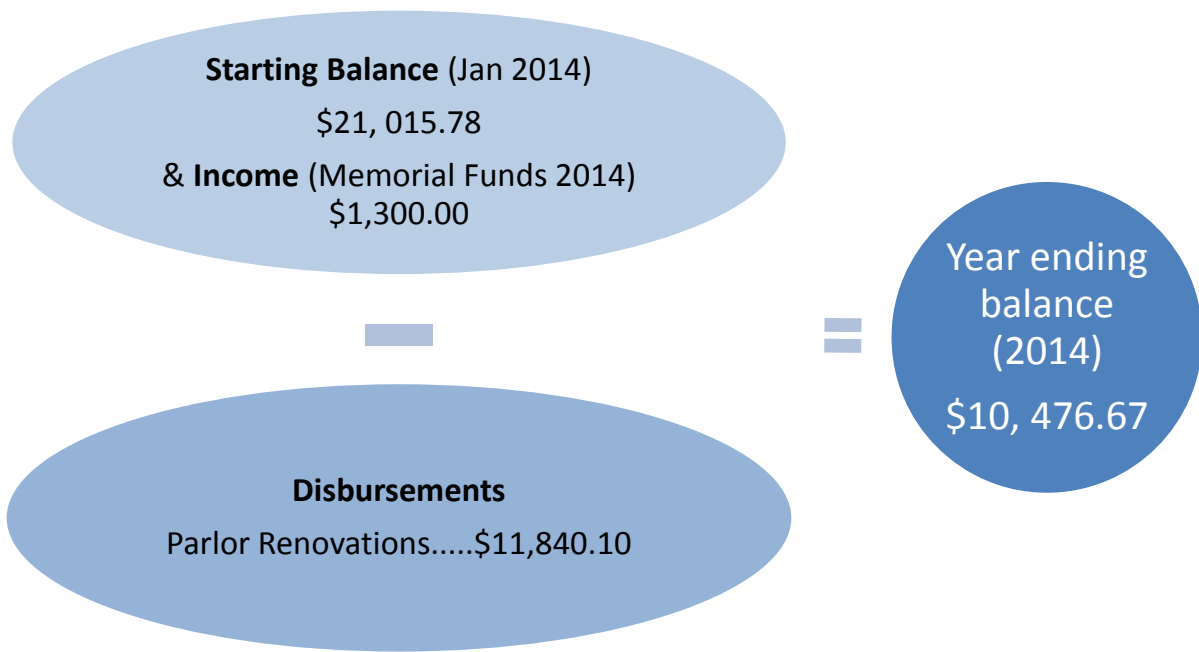 Starting Balance (Jan 2014)
$21, 015.78
& Income (Memorial Funds 2014)
$1,300.00
Disbursements
Parlor Renovations.....$11,840.10
Year ending
balance
(2014)
$10, 476.67